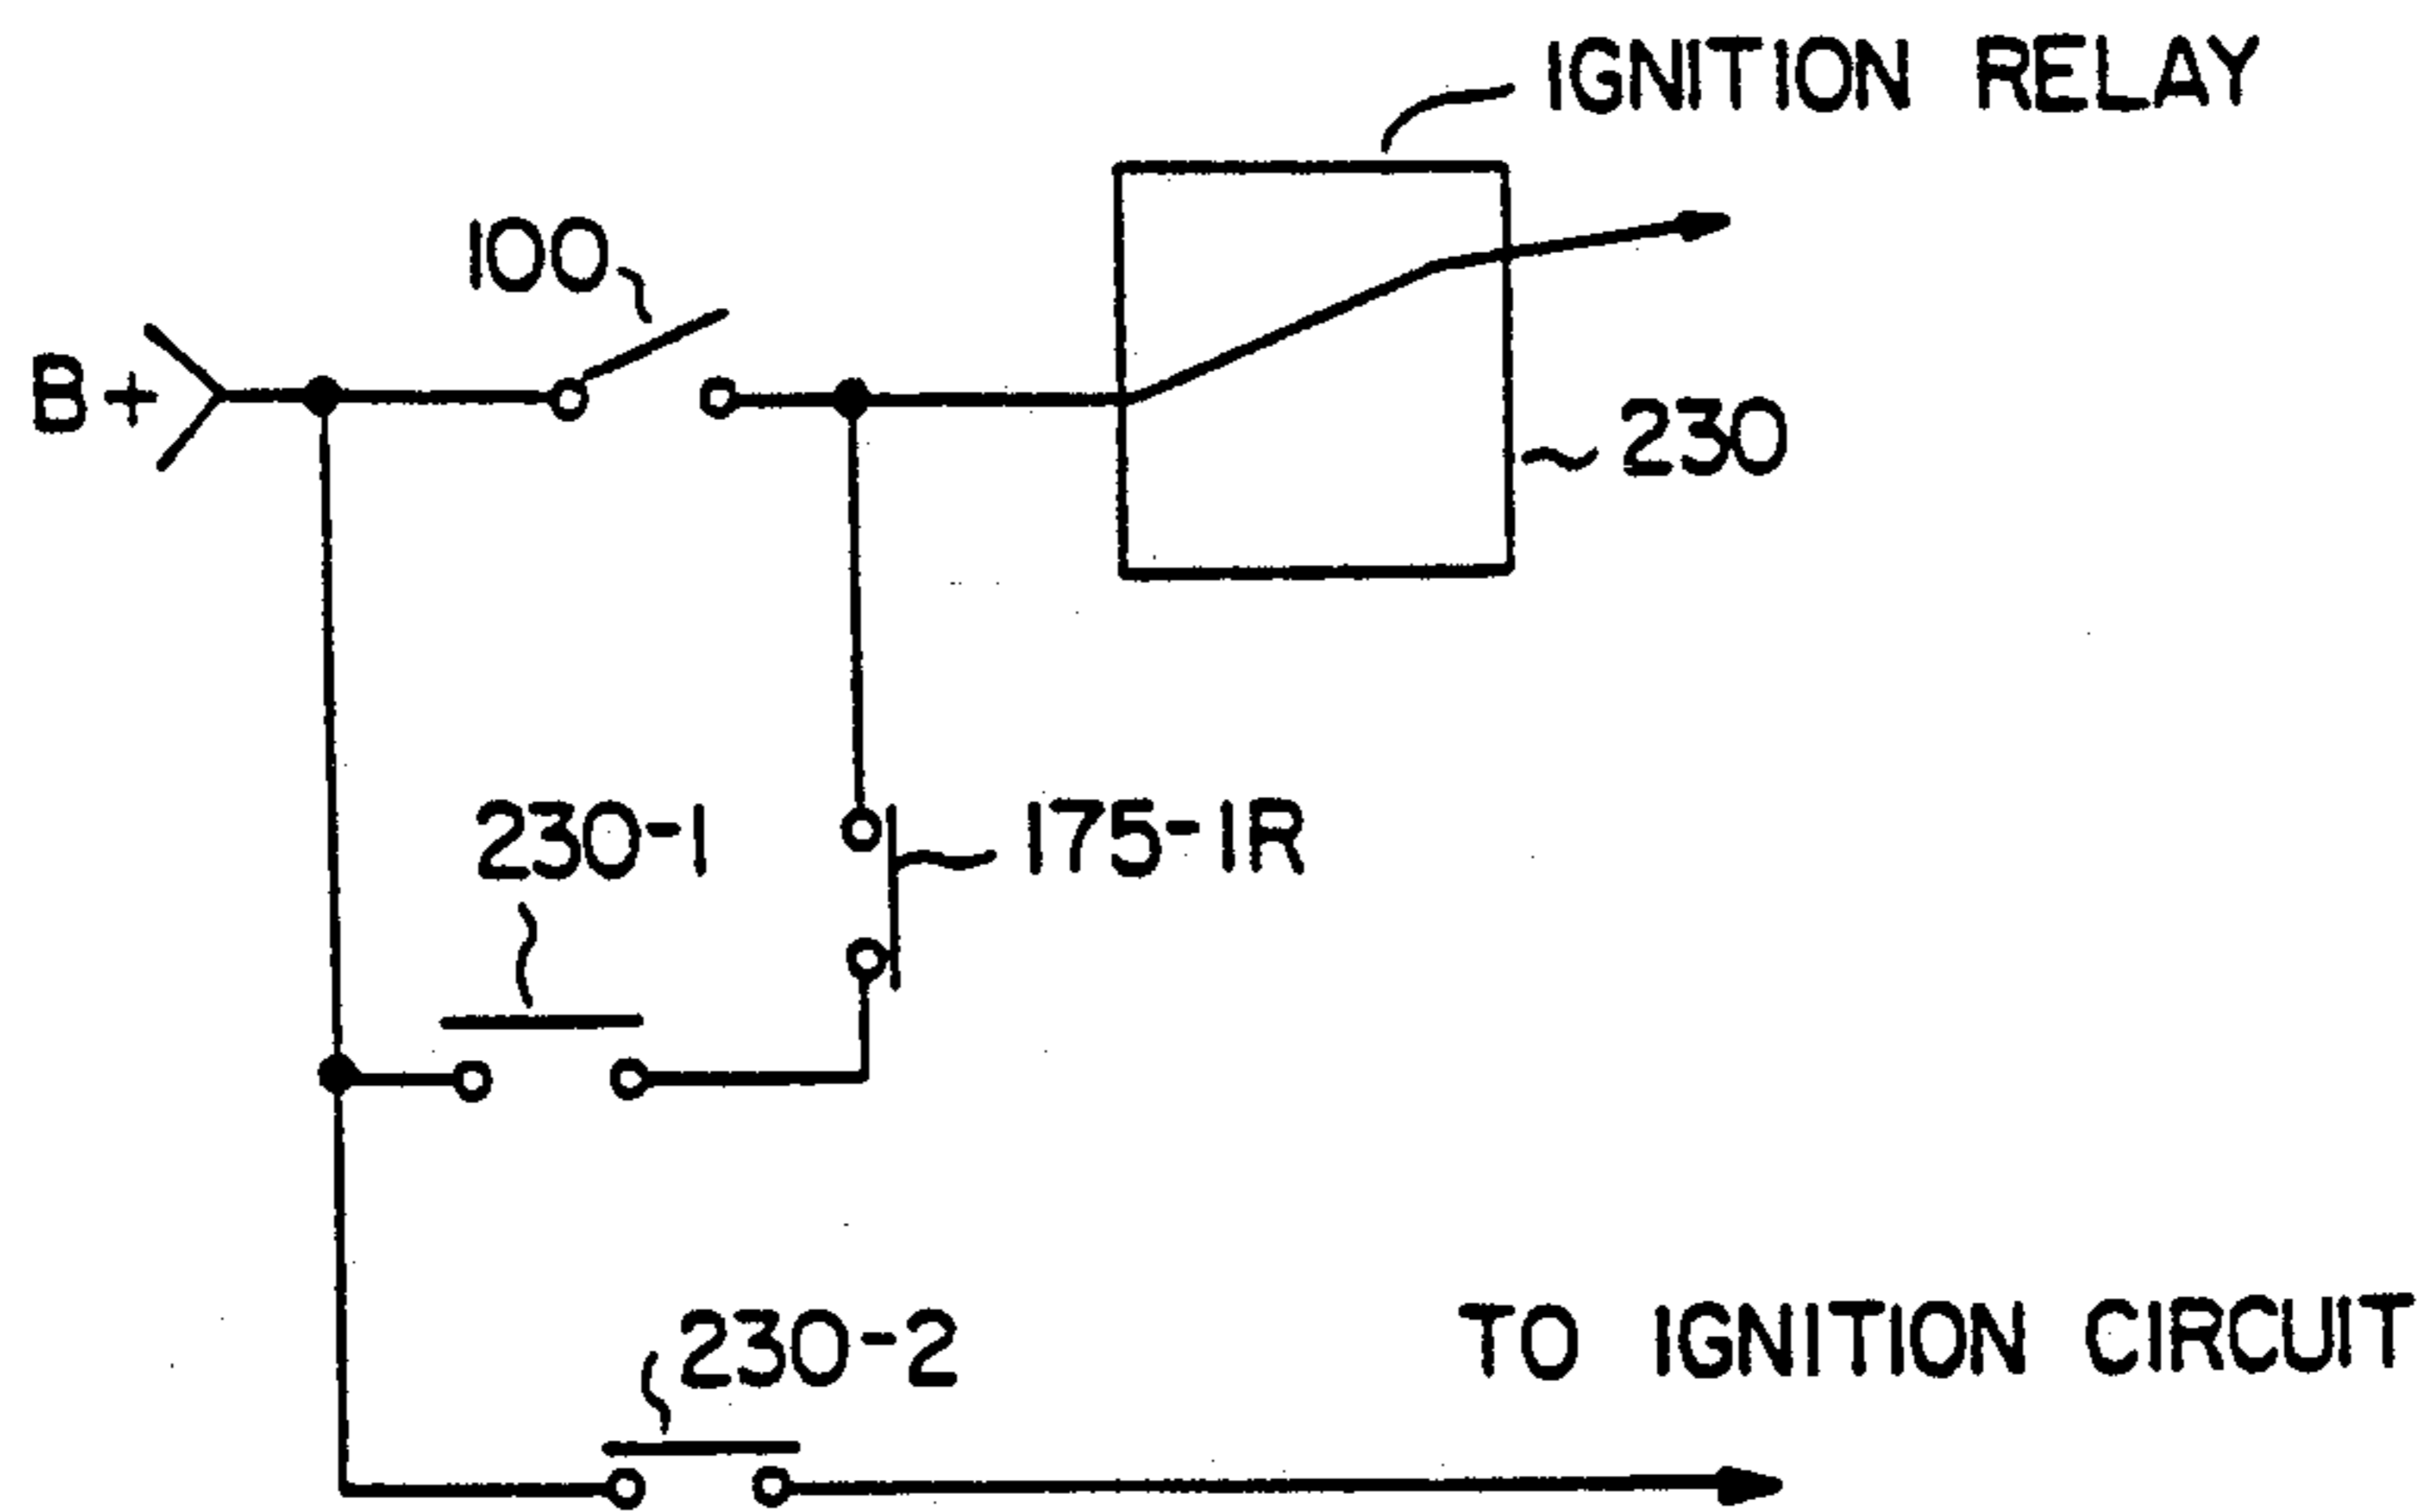 IGNITION RELAY
100
B+
230
230-1
175-1R
230-2
TO IGNITION CIRCUIT